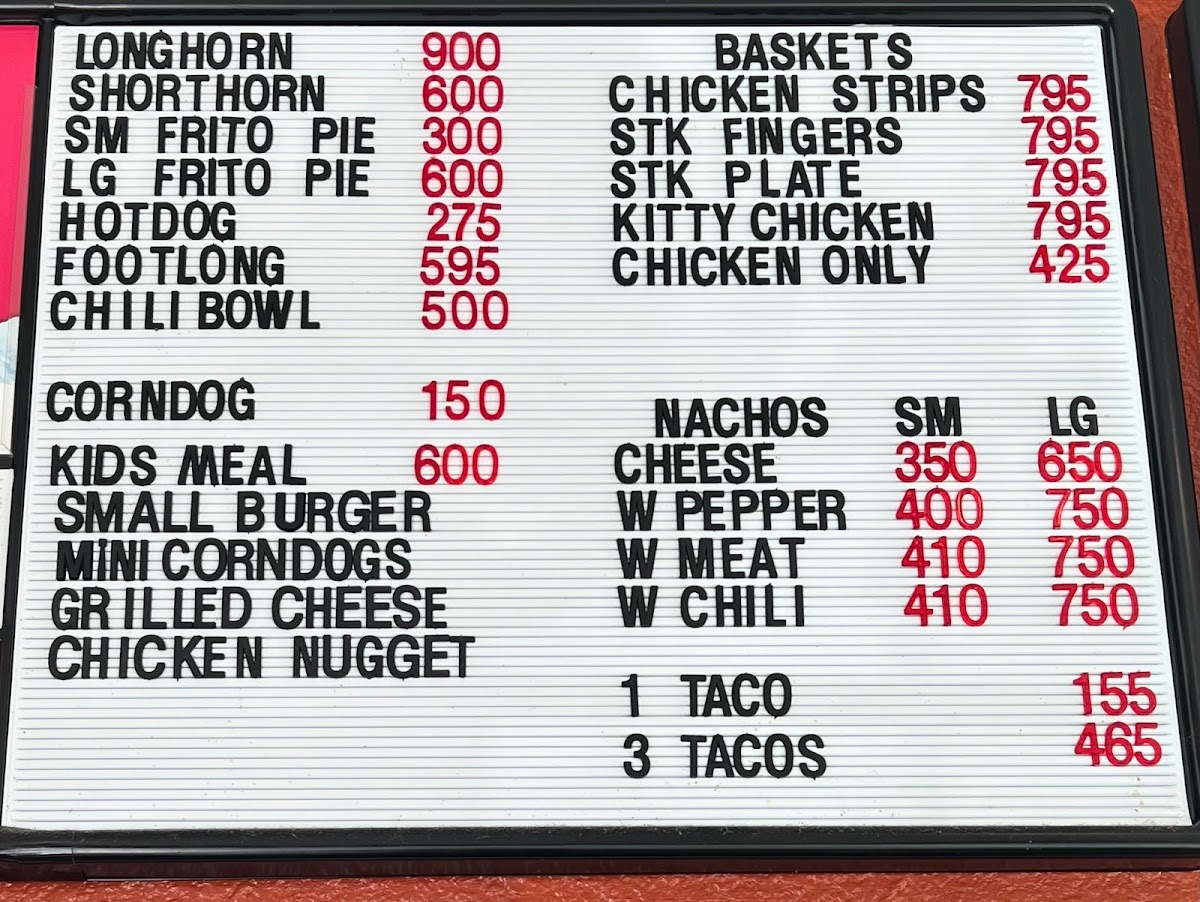 LONGHORN 900
SHORTHORN 600
SM FRITO PIE 300
LG FRITO PIE 600
HOTDOG 275
FOOTLONG 595
CHILI BOWL 500
CORNDOG 150
KIDS MEAL 600
SMALL BURGER
MINI CORNDOGS
GRILLED CHEESE
CHICKEN NUGGET
BASKETS
CHICKEN STRIPS 795
STK FINGERS 795
STK PLATE 795
KITTY CHICKEN 795
CHICKEN ONLY 425
NACHOS SM LG
CHEESE 350 650
W PEPPER 400 750
W MEAT 410 750
W CHILI 410 750
1 TACO 155
3 TACOS 465